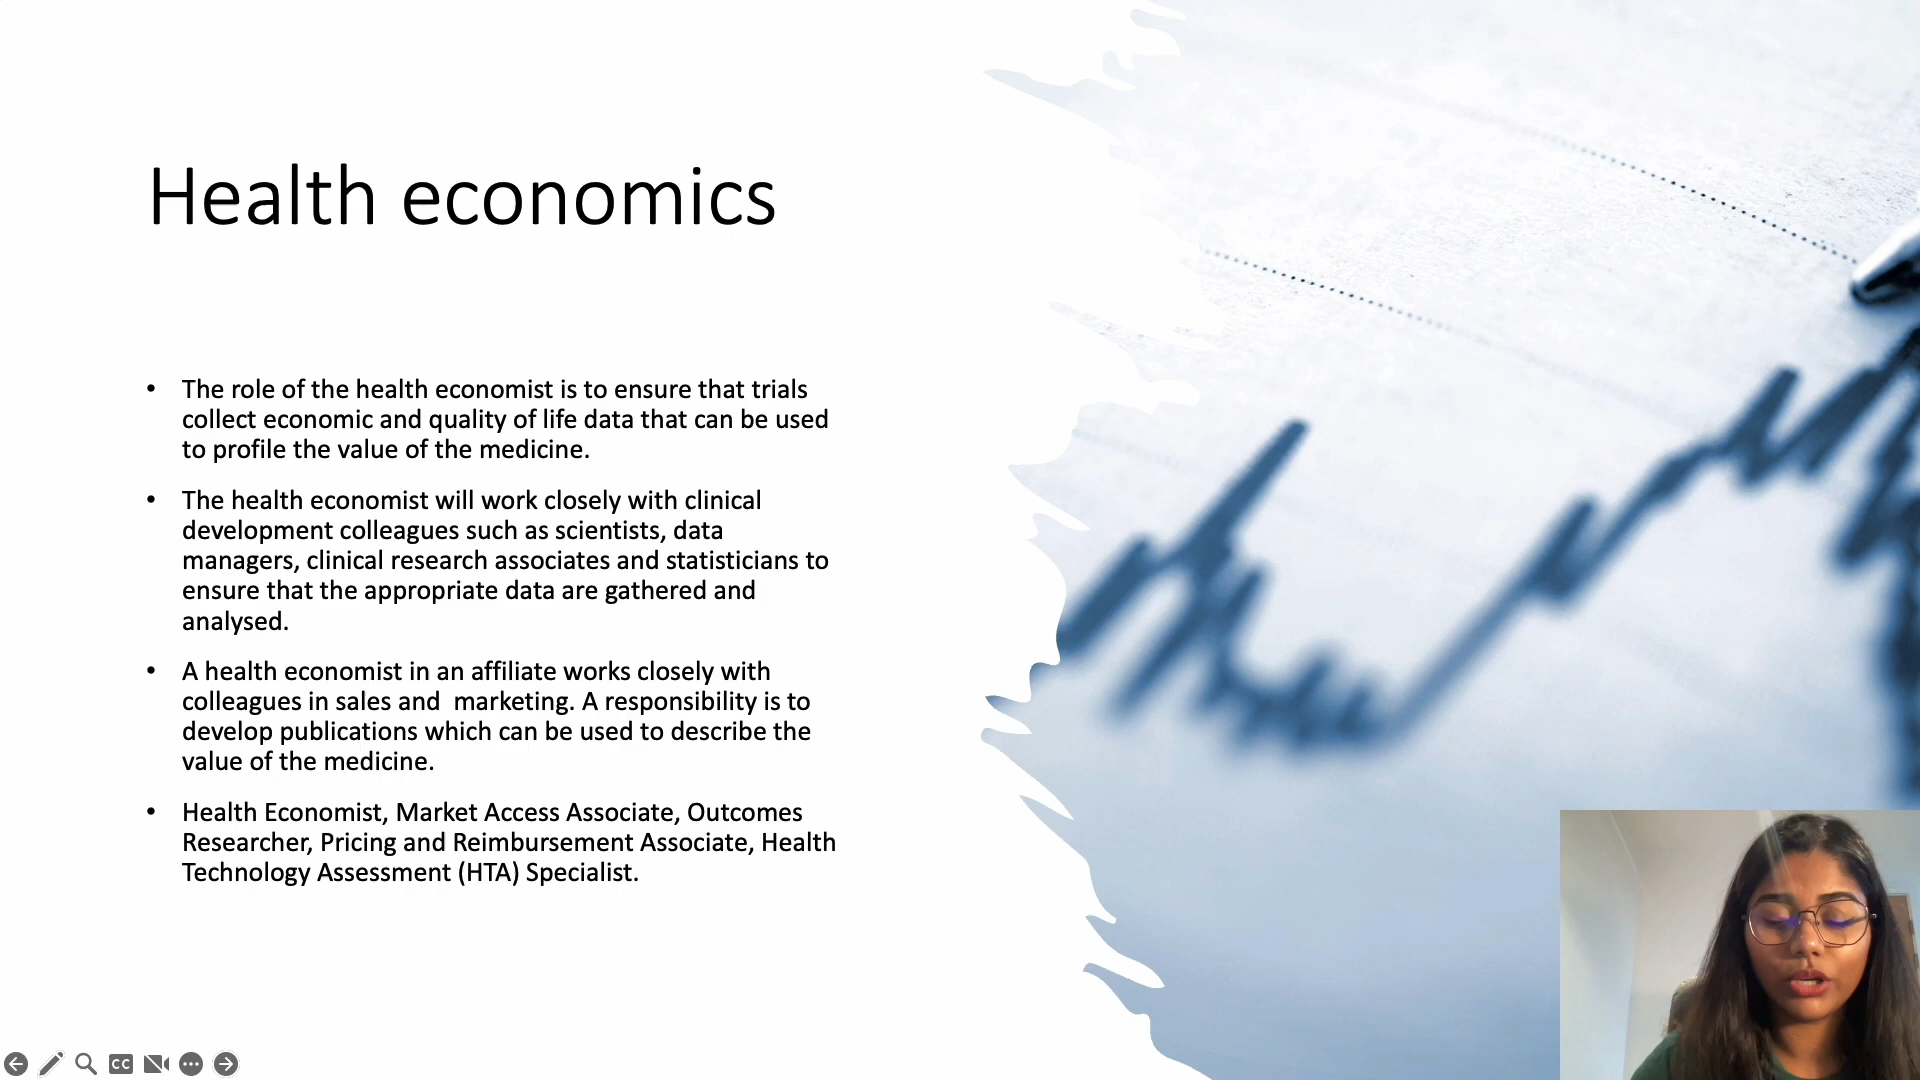 Health economics
• The role of the health economist is to ensure that trials
collect economic and quality of life data that can be used
to profile the value of the medicine.
• The health economist will work closely with clinical
development colleagues such as scientists, data
managers, clinical research associates and statisticians to
ensure that the appropriate data are gathered and
analysed.
• A health economist in an affiliate works closely with
colleagues in sales and  marketing. A responsibility is to
develop publications which can be used to describe the
value of the medicine.
• Health Economist, Market Access Associate, Outcomes
Researcher, Pricing and Reimbursement Associate, Health
Technology Assessment (HTA) Specialist.
CC